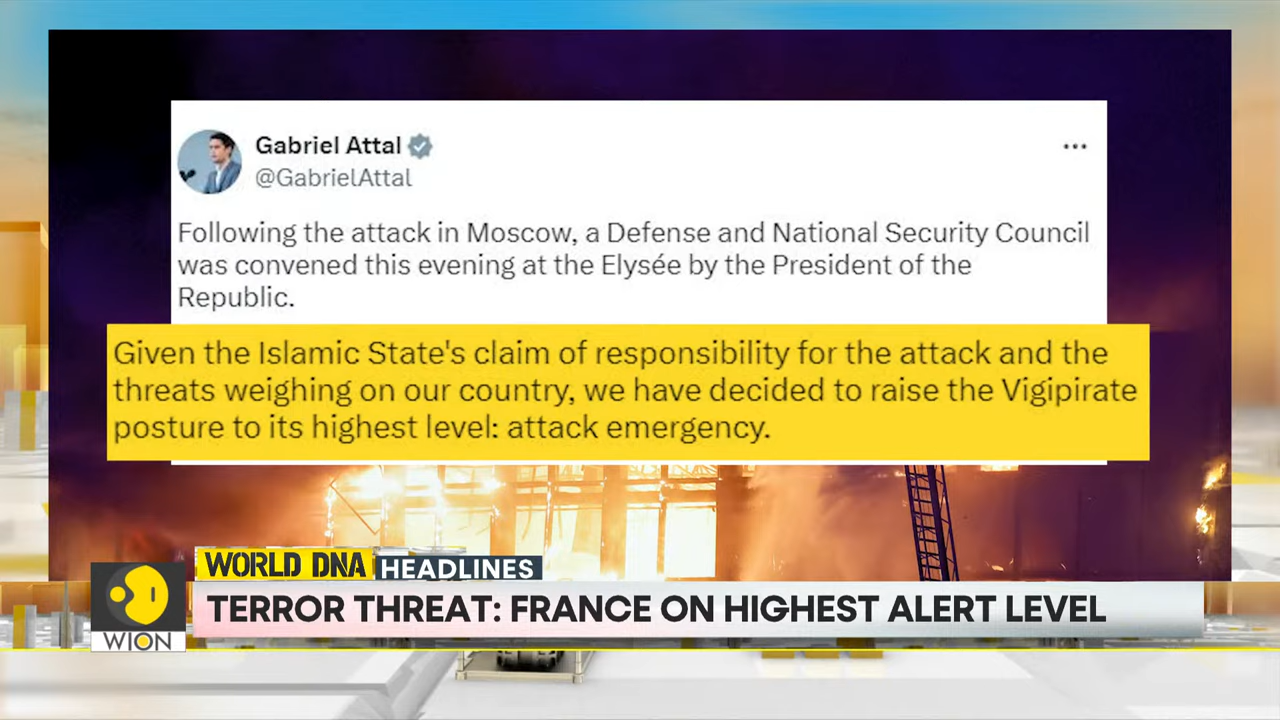 Gabriel Attal
@GabrielAttal
Following the attack in Moscow, a Defense and National Security Council
was convened this evening at the Elysée by the President of the
Republic.
Given the Islamic State's claim of responsibility for the attack and the
threats weighing on our country, we have decided to raise the Vigipirate
posture to its highest level: attack emergency.
WORLD DNA HEADLINES
TERROR THREAT: FRANCE ON HIGHEST ALERT LEVEL
WION